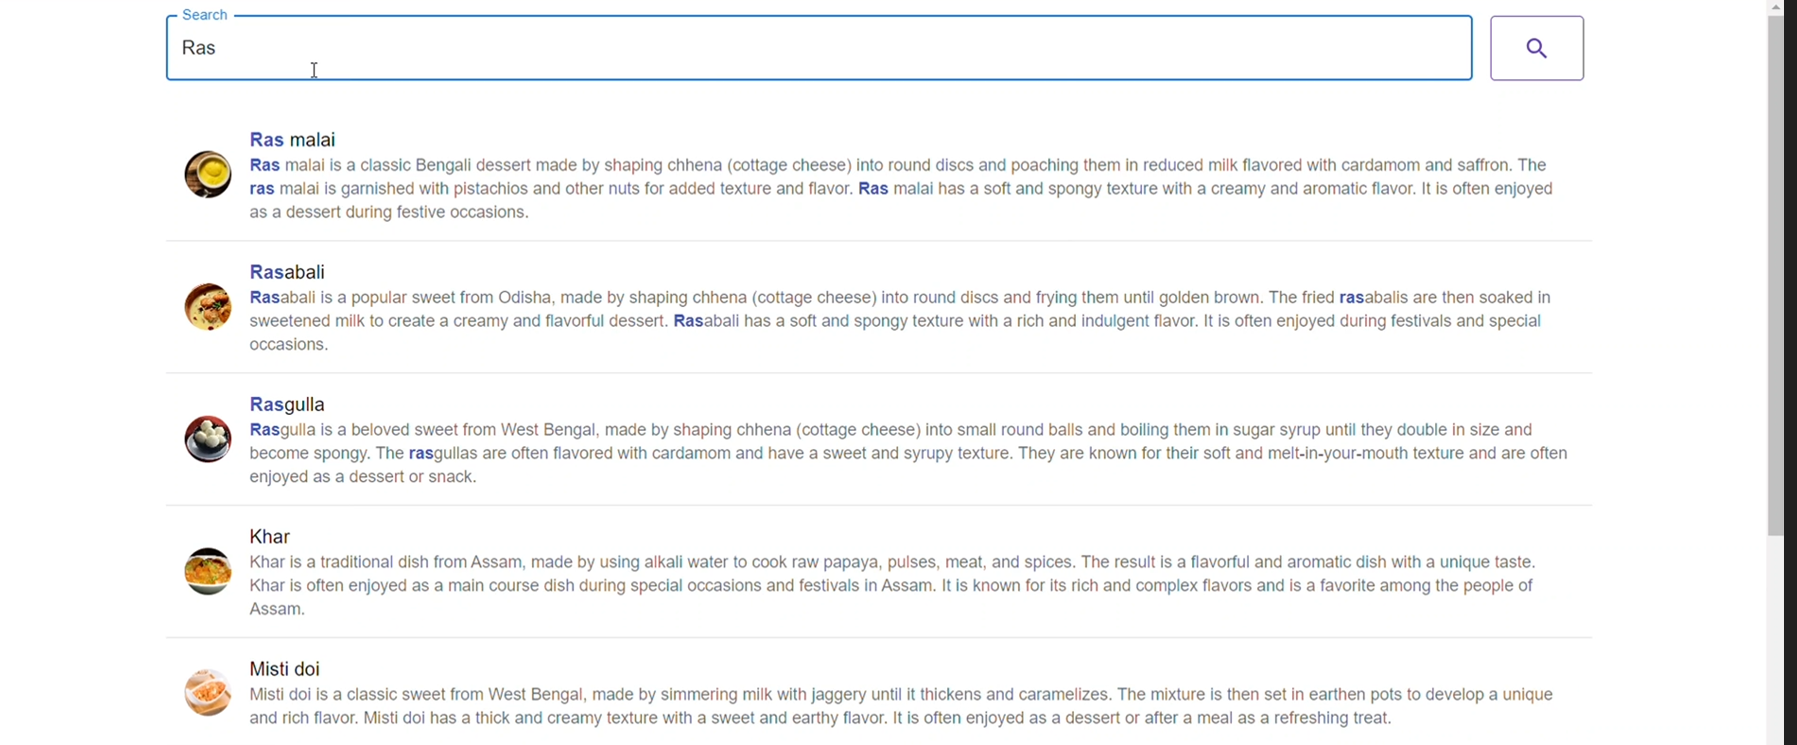 Search
Ras
Ras malai
Ras malai is a classic Bengali dessert made by shaping chhena (cottage cheese) into round discs and poaching them in reduced milk flavored with cardamom and saffron. The
ras malai is garnished with pistachios and other nuts for added texture and flavor. Ras malai has a soft and spongy texture with a creamy and aromatic flavor. It is often enjoyed
as a dessert during festive occasions.
Rasabali
Rasabali is a popular sweet from Odisha, made by shaping chhena (cottage cheese) into round discs and frying them until golden brown. The fried rasabalis are then soaked in
sweetened milk to create a creamy and flavorful dessert. Rasabali has a soft and spongy texture with a rich and indulgent flavor. It is often enjoyed during festivals and special
occasions.
Rasgulla
Rasgulla is a beloved sweet from West Bengal, made by shaping chhena (cottage cheese) into small round balls and boiling them in sugar syrup until they double in size and
become spongy. The rasgullas are often flavored with cardamom and have a sweet and syrupy texture. They are known for their soft and melt-in-your-mouth texture and are often
enjoyed as a dessert or snack.
Khar
Khar is a traditional dish from Assam, made by using alkali water to cook raw papaya, pulses, meat, and spices. The result is a flavorful and aromatic dish with a unique taste.
Khar is often enjoyed as a main course dish during special occasions and festivals in Assam. It is known for its rich and complex flavors and is a favorite among the people of
Assam.
Misti doi
Misti doi is a classic sweet from West Bengal, made by simmering milk with jaggery until it thickens and caramelizes. The mixture is then set in earthen pots to develop a unique
and rich flavor. Misti doi has a thick and creamy texture with a sweet and earthy flavor. It is often enjoyed as a dessert or after a meal as a refreshing treat.